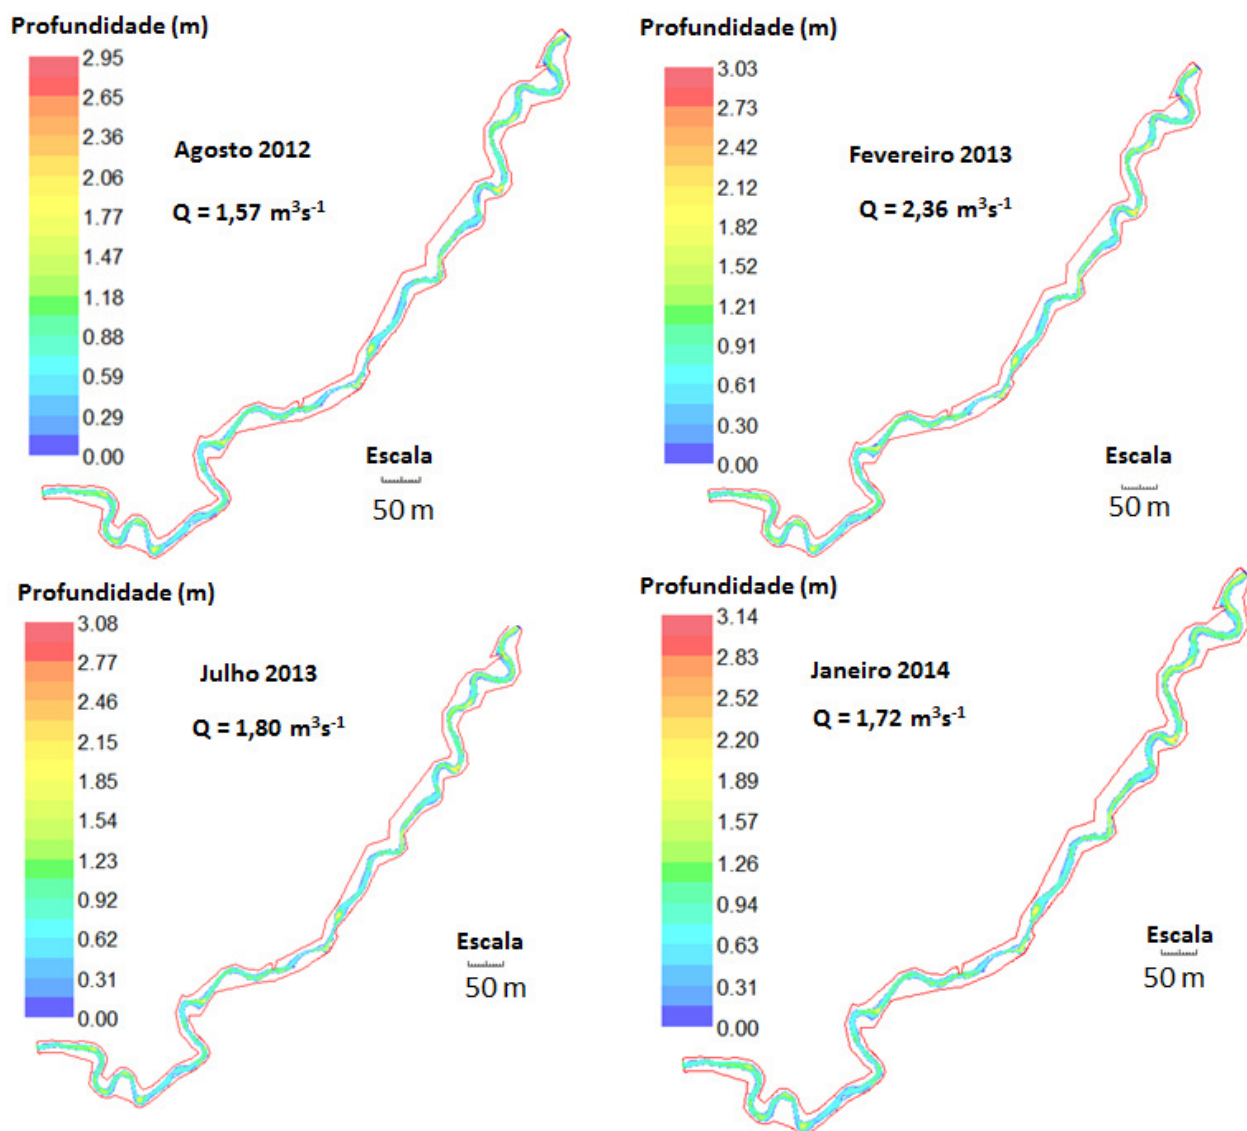 Profundidade (m)
2.95
2.65
2.36
2.06
1.77
1.47
1.18
0.88
0.59
0.29
0.00
Agosto 2012
Q = 1,57 m³s⁻¹
Escala
50 m
Profundidade (m)
3.03
2.73
2.42
2.12
1.82
1.52
1.21
0.91
0.61
0.30
0.00
Fevereiro 2013
Q = 2,36 m³s⁻¹
Escala
50 m
Profundidade (m)
3.08
2.77
2.46
2.15
1.85
1.54
1.23
0.92
0.62
0.31
0.00
Julho 2013
Q = 1,80 m³s⁻¹
Escala
50 m
Profundidade (m)
3.14
2.83
2.52
2.20
1.89
1.57
1.26
0.94
0.63
0.31
0.00
Janeiro 2014
Q = 1,72 m³s⁻¹
Escala
50 m